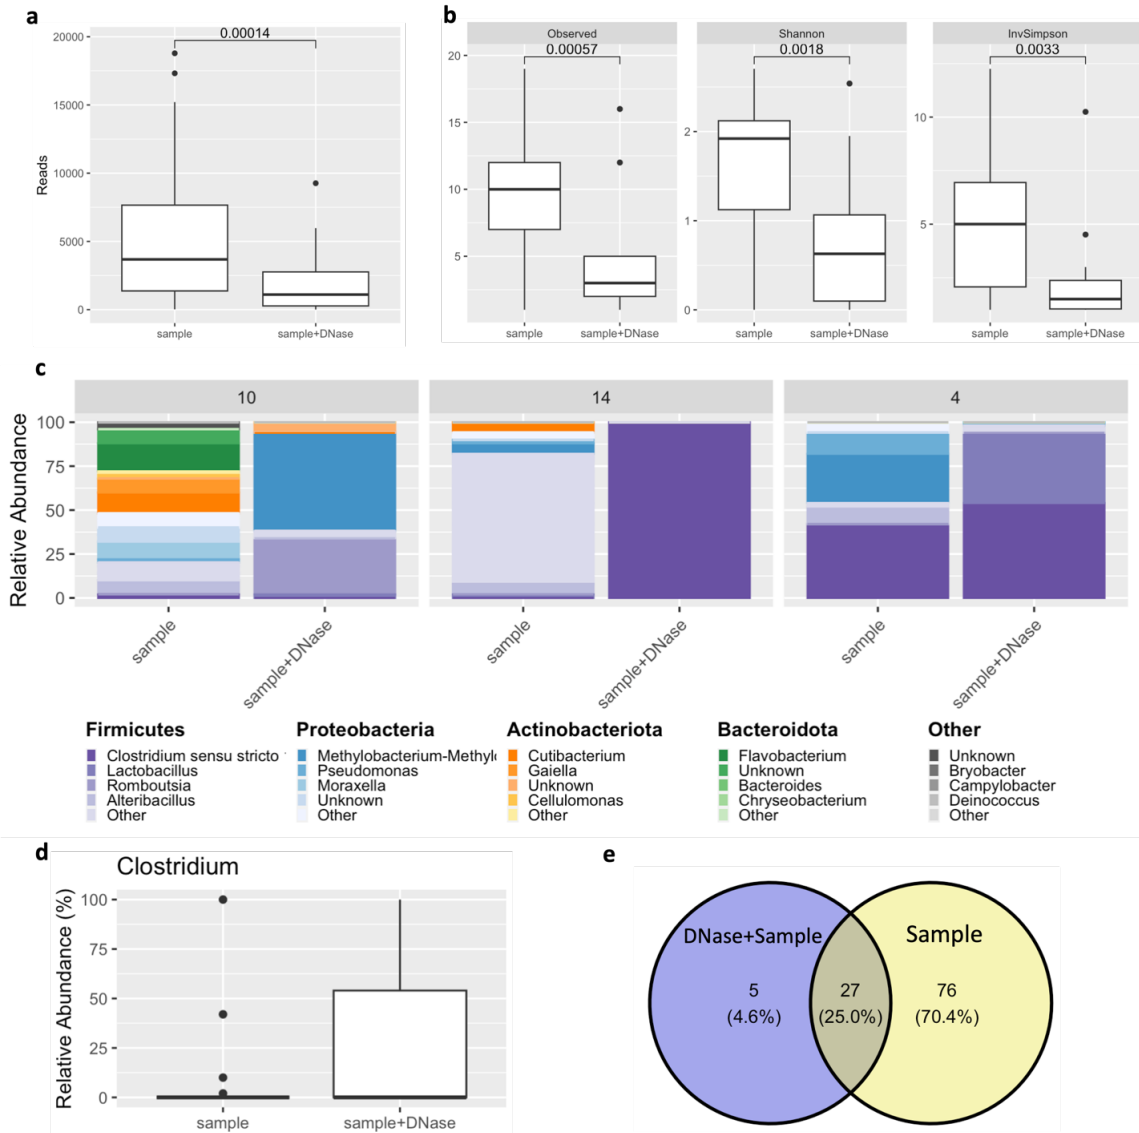 a
0.00014
20000
15000
10000
5000
0
Reads
sample
sample+DNase
b
Observed
Shannon
InvSimpson
0.00057
0.0018
0.0033
20
15
10
5
2
1
0
10
5
sample
sample+DNase
sample
sample+DNase
sample
sample+DNase
c
10
14
4
Relative Abundance
100
75
50
25
0
sample
sample+DNase
sample
sample+DNase
sample
sample+DNase
Firmicutes
Clostridium sensu stricto
Lactobacillus
Romboutsia
Alteribacillus
Other
Proteobacteria
Methylobacterium-Methyl
Pseudomonas
Moraxella
Unknown
Other
Actinobacteriota
Cutibacterium
Gaiella
Unknown
Cellulomonas
Other
Bacteroidota
Flavobacterium
Unknown
Bacteroides
Chryseobacterium
Other
Other
Unknown
Bryobacter
Campylobacter
Deinococcus
Other
d
Clostridium
Relative Abundance (%)
100
75
50
25
0
sample
sample+DNase
e
DNase+Sample
Sample
5
(4.6%)
27
(25.0%)
76
(70.4%)